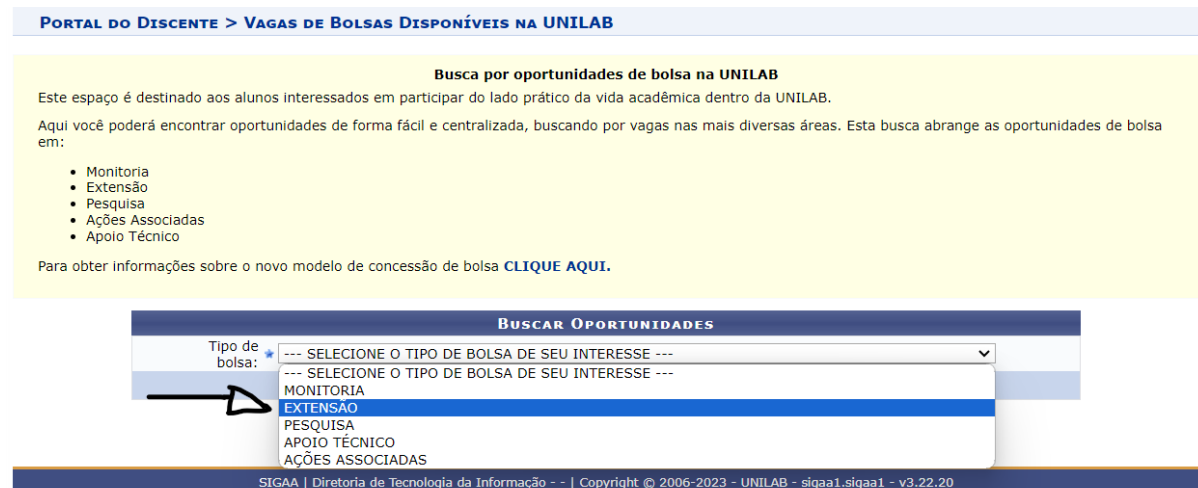 PORTAL DO DISCENTE > VAGAS DE BOLSAS DISPONÍVEIS NA UNILAB
Busca por oportunidades de bolsa na UNILAB
Este espaço é destinado aos alunos interessados em participar do lado prático da vida acadêmica dentro da UNILAB.
Aqui você poderá encontrar oportunidades de forma fácil e centralizada, buscando por vagas nas mais diversas áreas. Esta busca abrange as oportunidades de bolsa
em:
• Monitoria
• Extensão
• Pesquisa
• Ações Associadas
• Apoio Técnico
Para obter informações sobre o novo modelo de concessão de bolsa CLIQUE AQUI.
BUSCAR OPORTUNIDADES
Tipo de
bolsa:
--- SELECIONE O TIPO DE BOLSA DE SEU INTERESSE ---
--- SELECIONE O TIPO DE BOLSA DE SEU INTERESSE ---
MONITORIA
EXTENSÃO
PESQUISA
APOIO TÉCNICO
AÇÕES ASSOCIADAS
SIGAA | Diretoria de Tecnologia da Informação - - | Copyright © 2006-2023 - UNILAB - sigaa1.sigaa1 - v3.22.20